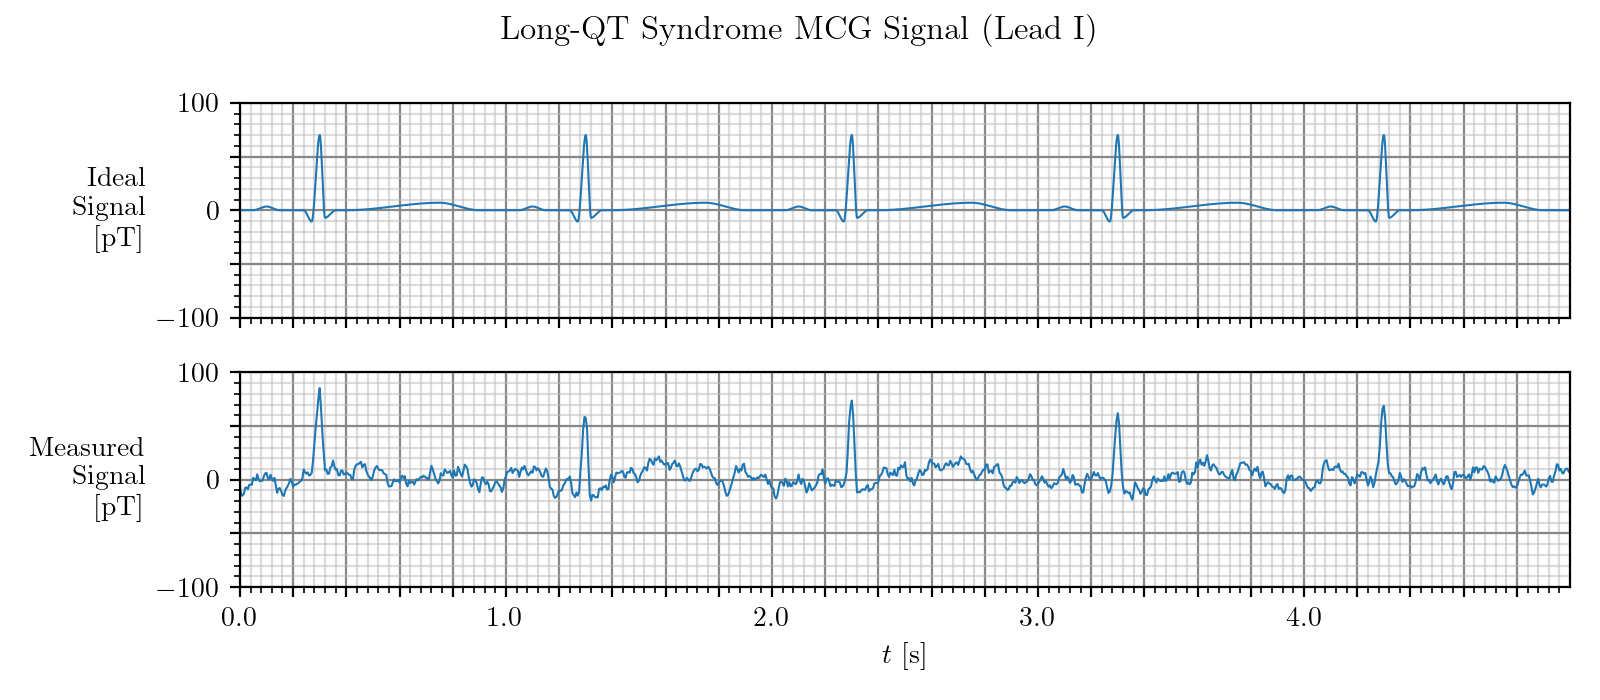 Long-QT Syndrome MCG Signal (Lead I)
100
Ideal
Signal
[pT]
0
−100
100
Measured
Signal
[pT]
0
−100
0.0 1.0 2.0 3.0 4.0
t [s]